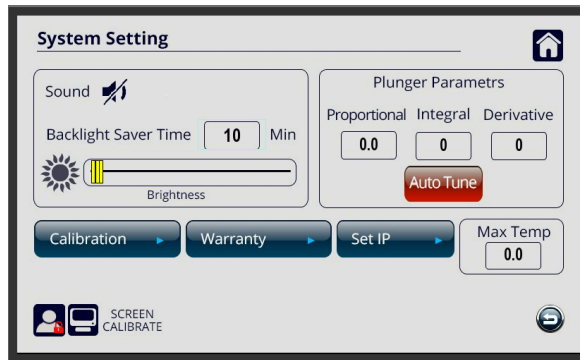 System Setting
Sound
Backlight Saver Time 10 Min
Brightness
Plunger Parametrs
Proportional Integral Derivative
0.0 0 0
Auto Tune
Calibration
Warranty
Set IP
Max Temp
0.0
SCREEN
CALIBRATE